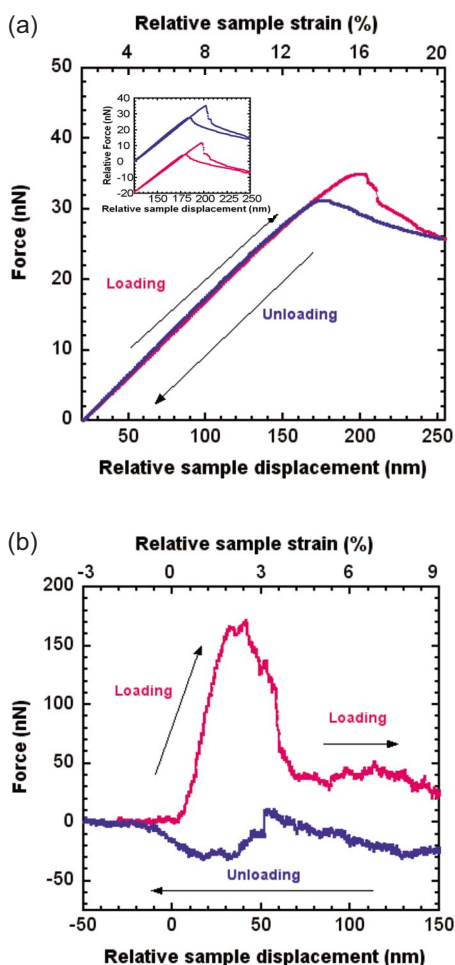 (a)
Relative sample strain (%)
4 8 12 16 20
50
40
30
20
10
0
Force (nN)
40
30
20
10
0
-10
-20
Relative Force (nN)
150 175 200 225 250
Relative sample displacement (nm)
Loading
Unloading
50 100 150 200 250
Relative sample displacement (nm)
(b)
Relative sample strain (%)
-3 0 3 6 9
200
150
100
50
0
-50
Force (nN)
Loading
Loading
Unloading
-50 0 50 100 150
Relative sample displacement (nm)